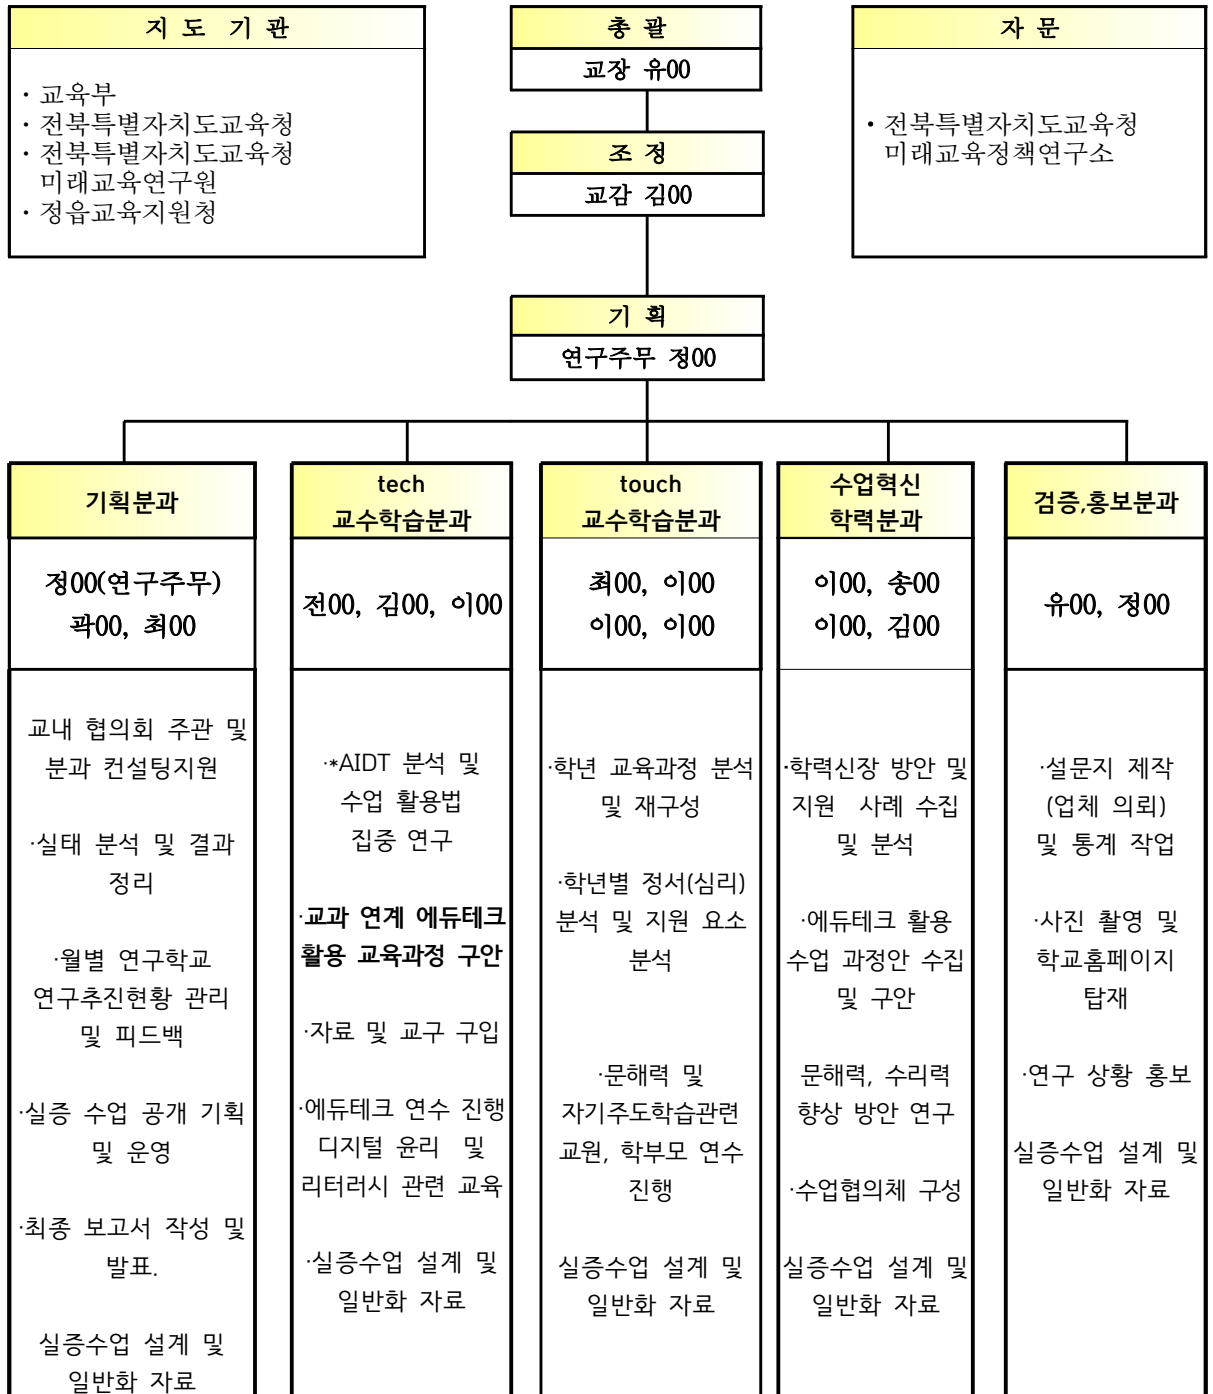 지 도 기 관
· 교육부
· 전북특별자치도교육청
· 전북특별자치도교육청
미래교육연구원
· 정읍교육지원청
총 괄
교장 유00
조 정
교감 김00
자 문
· 전북특별자치도교육청
미래교육정책연구소
기 획
연구주무 정00
기획분과
정00(연구주무)
곽00, 최00
교내 협의회 주관 및
분과 컨설팅지원
·실태 분석 및 결과
정리
·월별 연구학교
연구추진현황 관리
및 피드백
·실증 수업 공개 기획
및 운영
·최종 보고서 작성 및
발표.
실증수업 설계 및
일반화 자료
tech
교수학습분과
전00, 김00, 이00
·*AIDT 분석 및
수업 활용법
집중 연구
·교과 연계 에듀테크
활용 교육과정 구안
·자료 및 교구 구입
·에듀테크 연수 진행
디지털 윤리 및
리터러시 관련 교육
·실증수업 설계 및
일반화 자료
touch
교수학습분과
최00, 이00
이00, 이00
·학년 교육과정 분석
및 재구성
·학년별 정서(심리)
분석 및 지원 요소
분석
·문해력 및
자기주도학습관련
교원, 학부모 연수
진행
실증수업 설계 및
일반화 자료
수업혁신
학력분과
이00, 송00
이00, 김00
·학력신장 방안 및
지원 사례 수집
및 분석
·에듀테크 활용
수업 과정안 수집
및 구안
문해력, 수리력
향상 방안 연구
·수업협의체 구성
실증수업 설계 및
일반화 자료
검증,홍보분과
유00, 정00
·설문지 제작
(업체 의뢰)
및 통계 작업
·사진 촬영 및
학교홈페이지
탑재
·연구 상황 홍보
실증수업 설계 및
일반화 자료